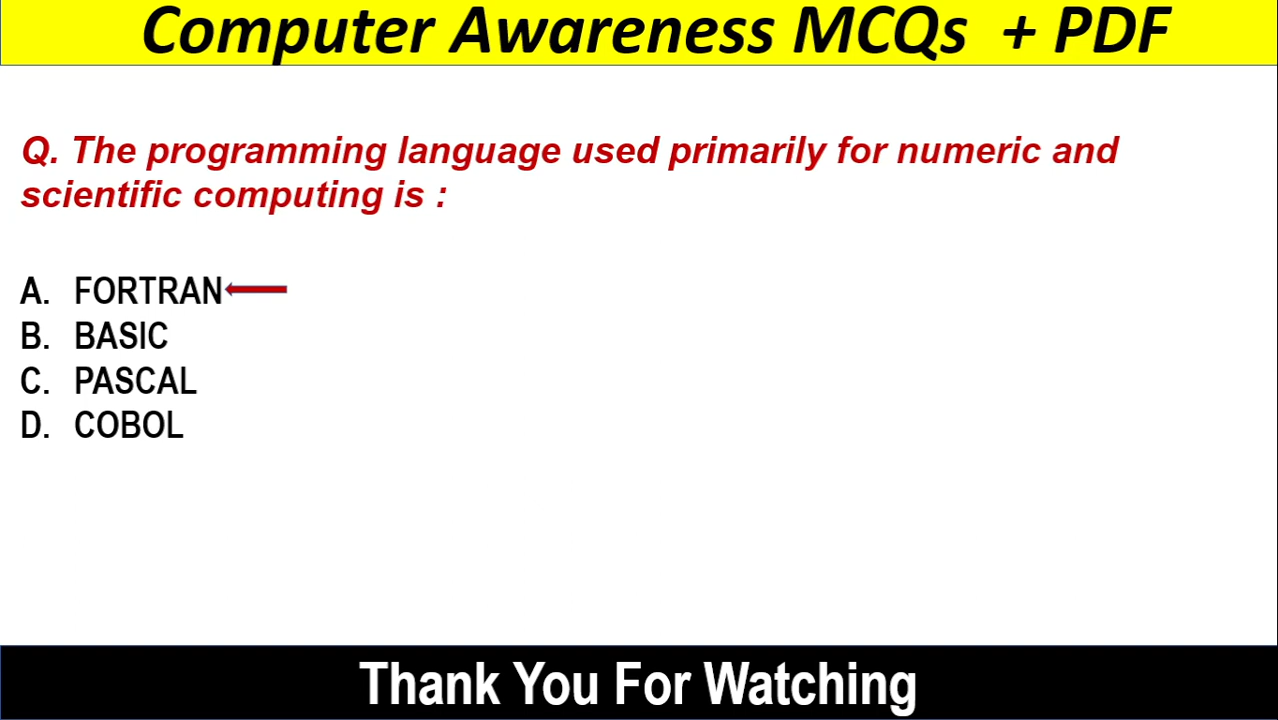 Computer Awareness MCQs + PDF
Q. The programming language used primarily for numeric and
scientific computing is :
A. FORTRAN
B. BASIC
C. PASCAL
D. COBOL
Thank You For Watching